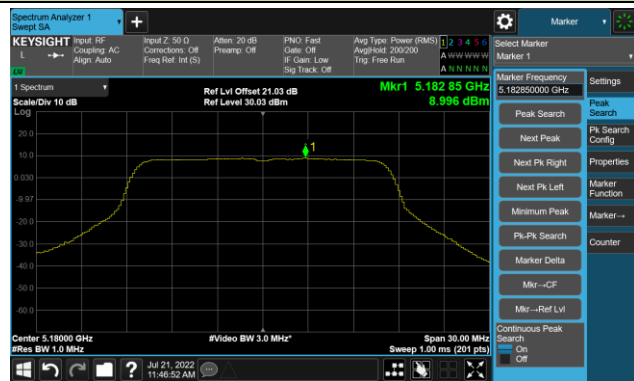 Spectrum Analyzer 1
Swept SA
+
Marker
KEYSIGHT
L
Input: RF
Coupling: AC
Align: Auto
Input Z: 50 Ω
Corrections: Off
Freq Ref: Int (S)
Atten: 20 dB
Preamp: Off
PNO: Fast
Gate: Off
IF Gain: Low
Sig Track: Off
Avg Type: Power (RMS)
Avg|Hold: 200/200
Trig: Free Run
1 2 3 4 5 6
A W W W W W
A N N N N N
LXI
1 Spectrum
Scale/Div 10 dB
Log
Ref Lvl Offset 21.03 dB
Ref Level 30.03 dBm
Mkr1 5.182 85 GHz
8.996 dBm
20.0
10.0
0.030
-9.97
-20.0
-30.0
-40.0
-50.0
-60.0
1
Center 5.18000 GHz
#Res BW 1.0 MHz
#Video BW 3.0 MHz*
Span 30.00 MHz
Sweep 1.00 ms (201 pts)
?
Jul 21, 2022
11:46:52 AM
Select Marker
Marker 1
Marker Frequency
5.182850000 GHz
Peak Search
Next Peak
Next Pk Right
Next Pk Left
Minimum Peak
Pk-Pk Search
Marker Delta
Mkr→CF
Mkr→Ref Lvl
Continuous Peak
Search
On
Off
Settings
Peak
Search
Pk Search
Config
Properties
Marker
Function
Marker→
Counter